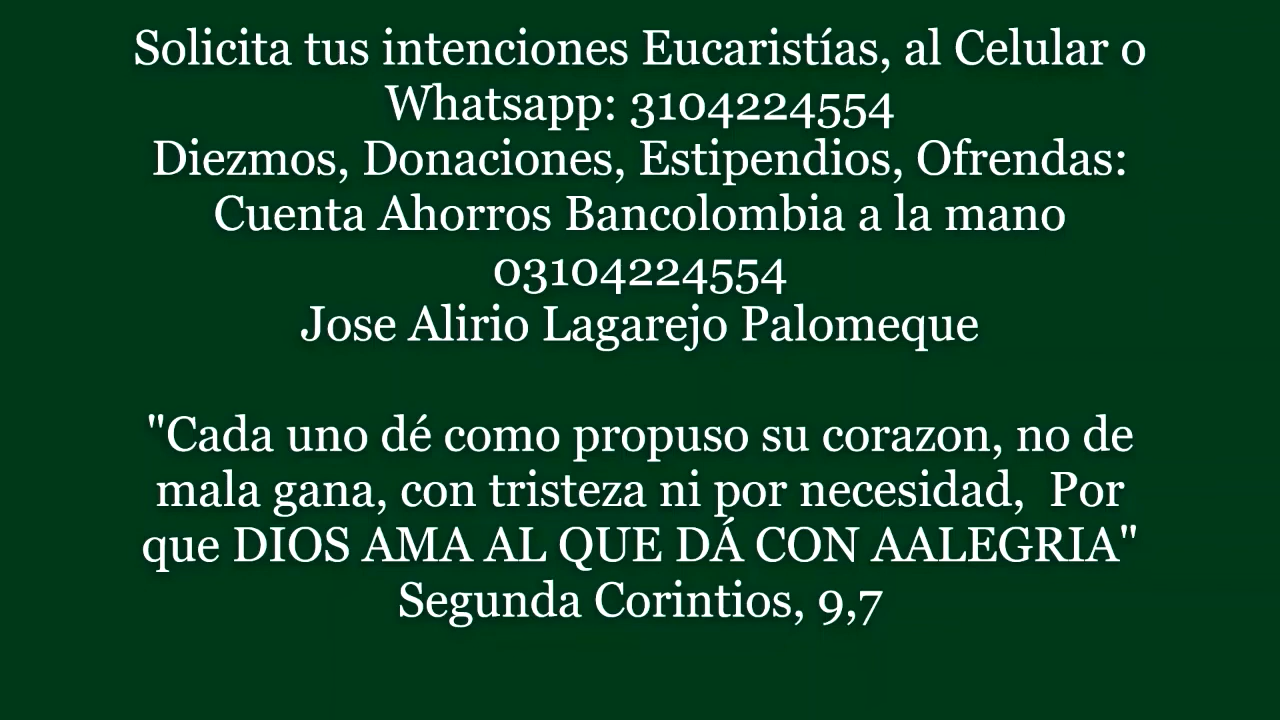 Solicita tus intenciones Eucaristías, al Celular o
Whatsapp: 3104224554
Diezmos, Donaciones, Estipendios, Ofrendas:
Cuenta Ahorros Bancolombia a la mano
03104224554
Jose Alirio Lagarejo Palomeque
"Cada uno dé como propuso su corazon, no de
mala gana, con tristeza ni por necesidad,  Por
que DIOS AMA AL QUE DÁ CON AALEGRIA"
Segunda Corintios, 9,7